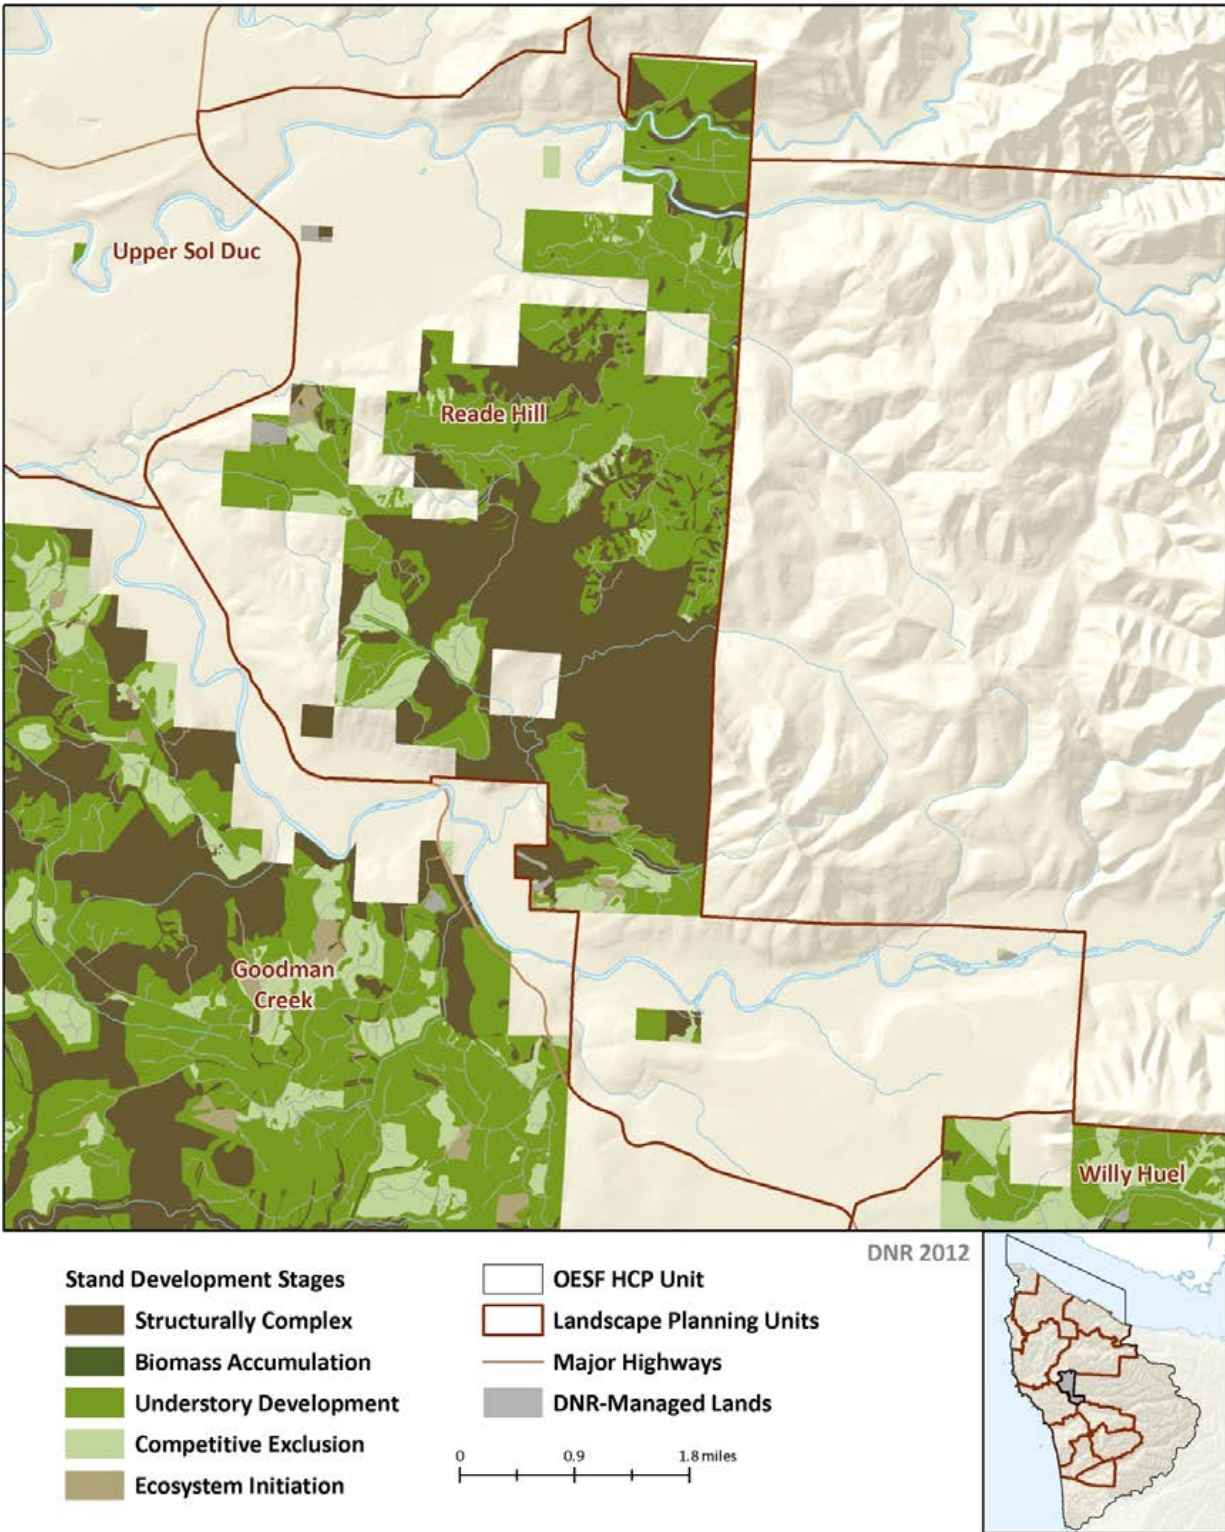 Upper Sol Duc
Reade Hill
Goodman
Creek
Willy Huel
DNR 2012
Stand Development Stages
Structurally Complex
Biomass Accumulation
Understory Development
Competitive Exclusion
Ecosystem Initiation
OESF HCP Unit
Landscape Planning Units
Major Highways
DNR-Managed Lands
0 0.9 1.8 miles